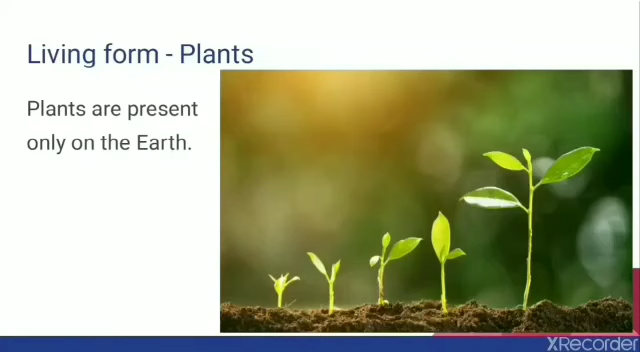 Living form - Plants
Plants are present
only on the Earth.
XRecorder